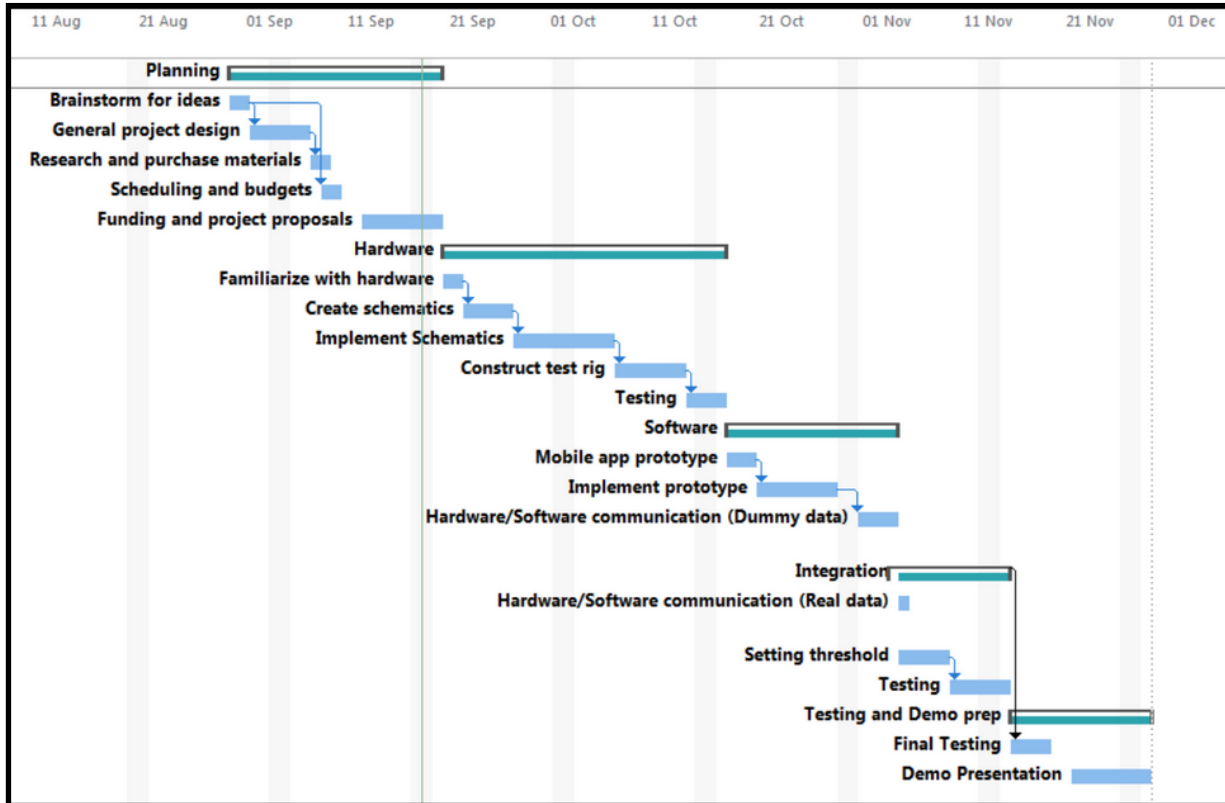 11 Aug 21 Aug 01 Sep 11 Sep 21 Sep 01 Oct 11 Oct 21 Oct 01 Nov 11 Nov 21 Nov 01 Dec
Planning
Brainstorm for ideas
General project design
Research and purchase materials
Scheduling and budgets
Funding and project proposals
Hardware
Familiarize with hardware
Create schematics
Implement Schematics
Construct test rig
Testing
Software
Mobile app prototype
Implement prototype
Hardware/Software communication (Dummy data)
Integration
Hardware/Software communication (Real data)
Setting threshold
Testing
Testing and Demo prep
Final Testing
Demo Presentation